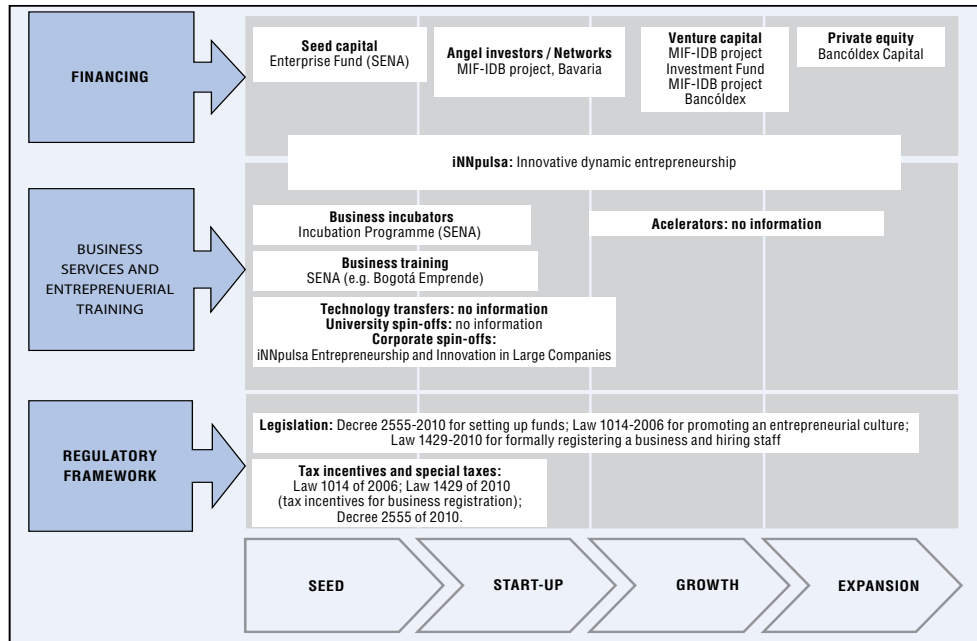 FINANCING
Seed capital
Enterprise Fund (SENA)
Angel investors / Networks
MIF-IDB project, Bavaria
Venture capital
MIF-IDB project
Investment Fund
MIF-IDB project
Bancóldex
Private equity
Bancóldex Capital
iNNpulsa: Innovative dynamic entrepreneurship
BUSINESS
SERVICES AND
ENTREPRENUERIAL
TRAINING
Business incubators
Incubation Programme (SENA)
Acelerators: no information
Business training
SENA (e.g. Bogotá Emprende)
Technology transfers: no information
University spin-offs: no information
Corporate spin-offs:
iNNpulsa Entrepreneurship and Innovation in Large Companies
REGULATORY
FRAMEWORK
Legislation: Decree 2555-2010 for setting up funds; Law 1014-2006 for promoting an entrepreneurial culture;
Law 1429-2010 for formally registering a business and hiring staff
Tax incentives and special taxes:
Law 1014 of 2006; Law 1429 of 2010
(tax incentives for business registration);
Decree 2555 of 2010.
SEED
START-UP
GROWTH
EXPANSION